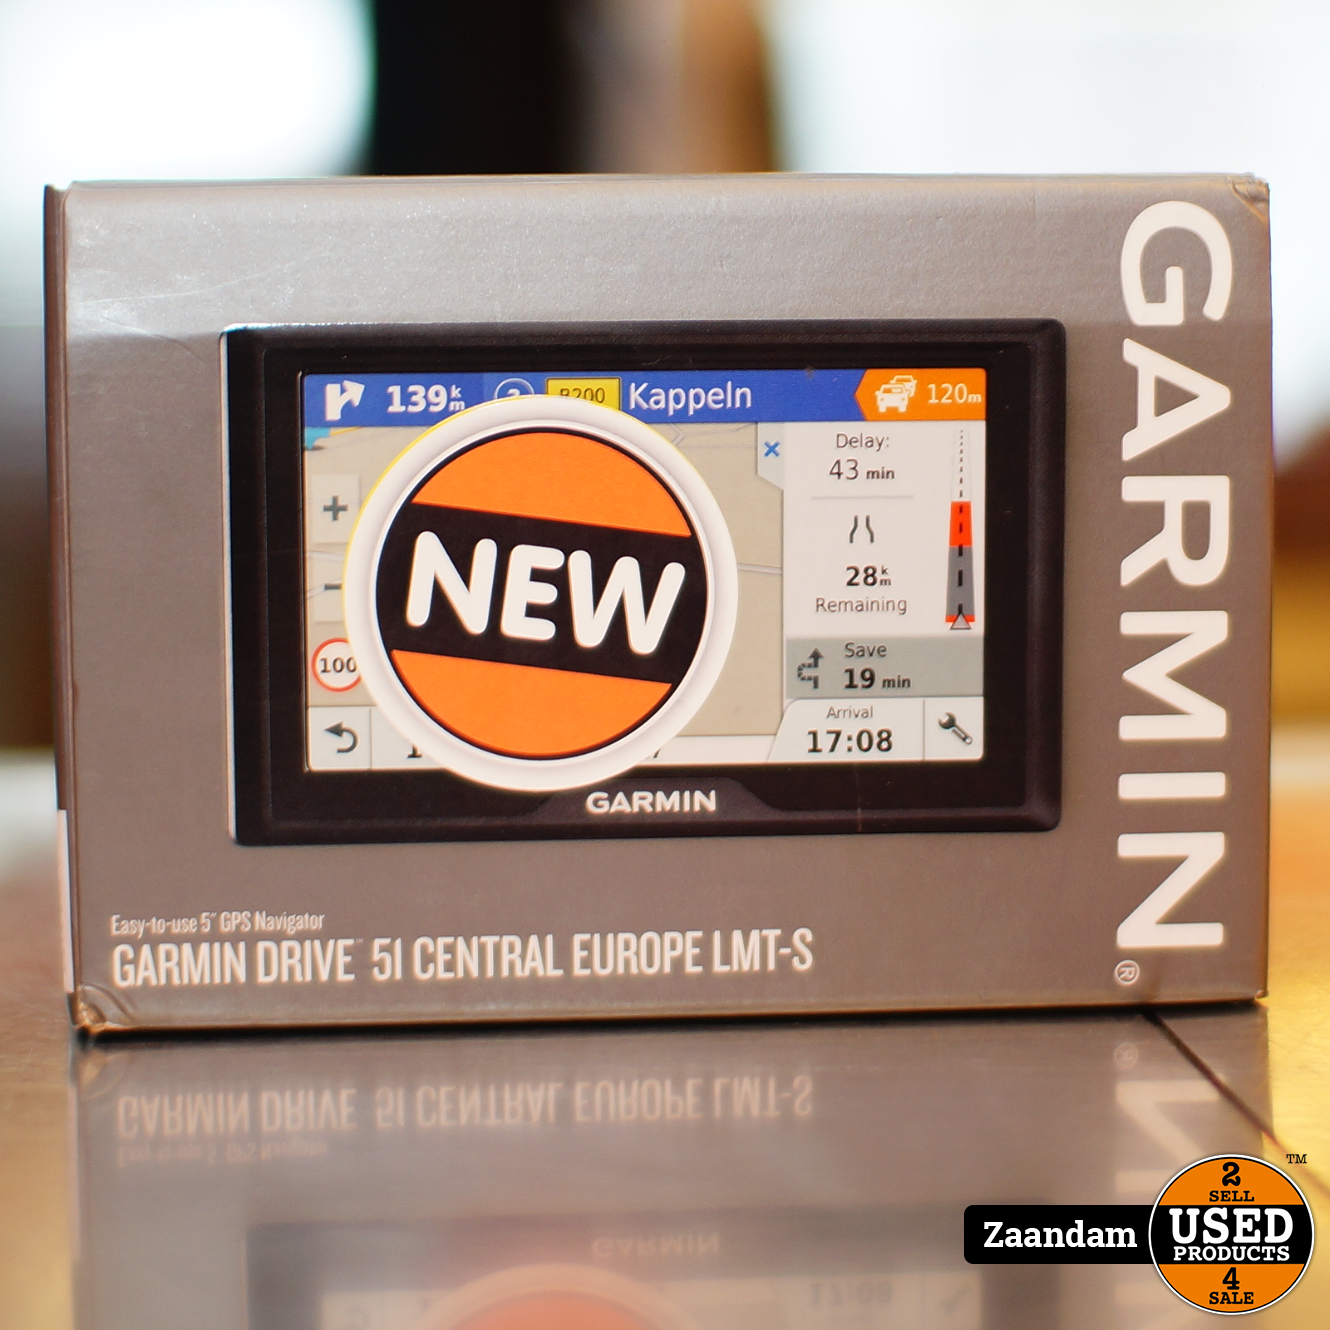 139 km
B200
Kappeln
120m
Delay:
43 min
28 km
Remaining
Save
19 min
Arrival
17:08
100
NEW
GARMIN
GARMIN®
Easy-to-use 5" GPS Navigator
GARMIN DRIVE™ 51 CENTRAL EUROPE LMT-S
Zaandam
2
SELL
USED
PRODUCTS
4
SALE
TM